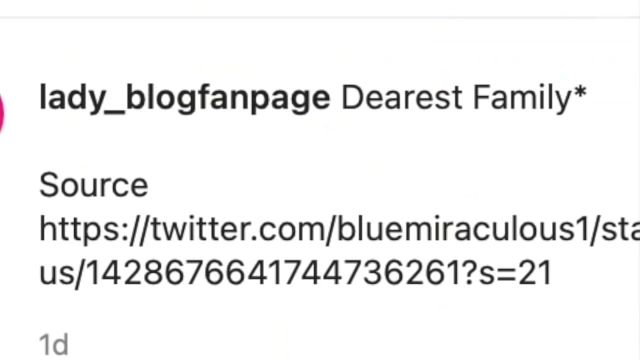 lady_blogfanpage Dearest Family*
Source
https://twitter.com/bluemiraculous1/sta
us/1428676641744736261?s=21
1d